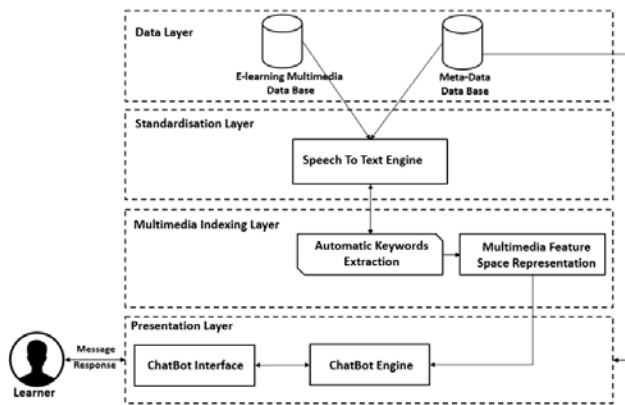 Data Layer
E-learning Multimedia
Data Base
Meta-Data
Data Base
Standardisation Layer
Speech To Text Engine
Multimedia Indexing Layer
Automatic Keywords
Extraction
Multimedia Feature
Space Representation
Presentation Layer
Message
Response
Learner
ChatBot Interface
ChatBot Engine